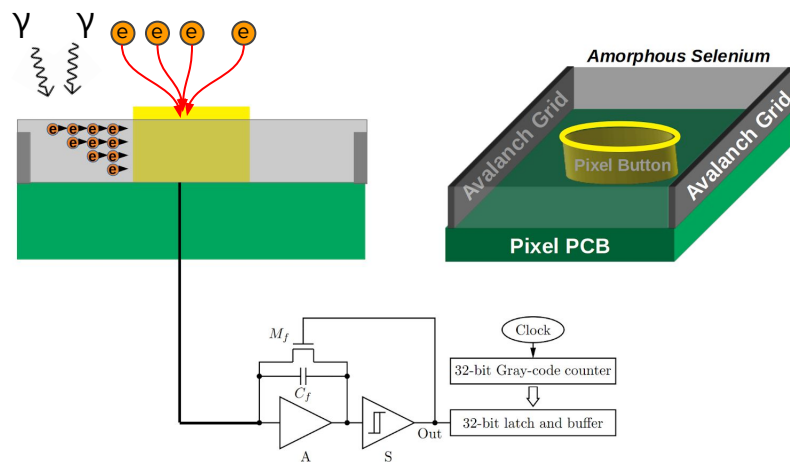 γ γ e e e e
e e e e
e e e
e e
e
Amorphous Selenium
Avalanch Grid
Pixel Button
Avalanch Grid
Pixel PCB
M_f
C_f
A
S
Out
Clock
32-bit Gray-code counter
32-bit latch and buffer